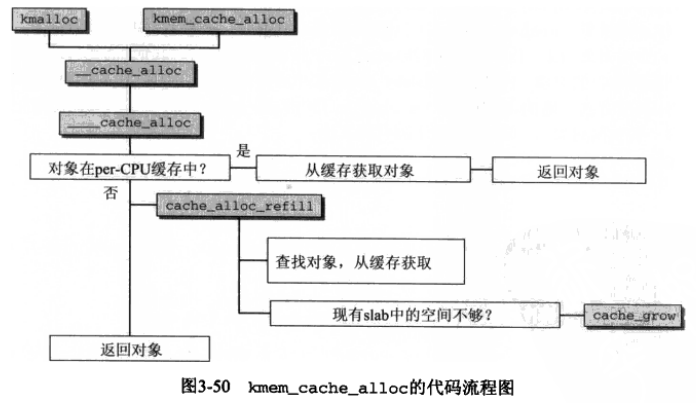 kmalloc
kmem_cache_alloc
__cache_alloc
____cache_alloc
对象在per-CPU缓存中?
是
从缓存获取对象
返回对象
否
cache_alloc_refill
查找对象，从缓存获取
现有slab中的空间不够?
cache_grow
返回对象
图3-50 kmem_cache_alloc的代码流程图